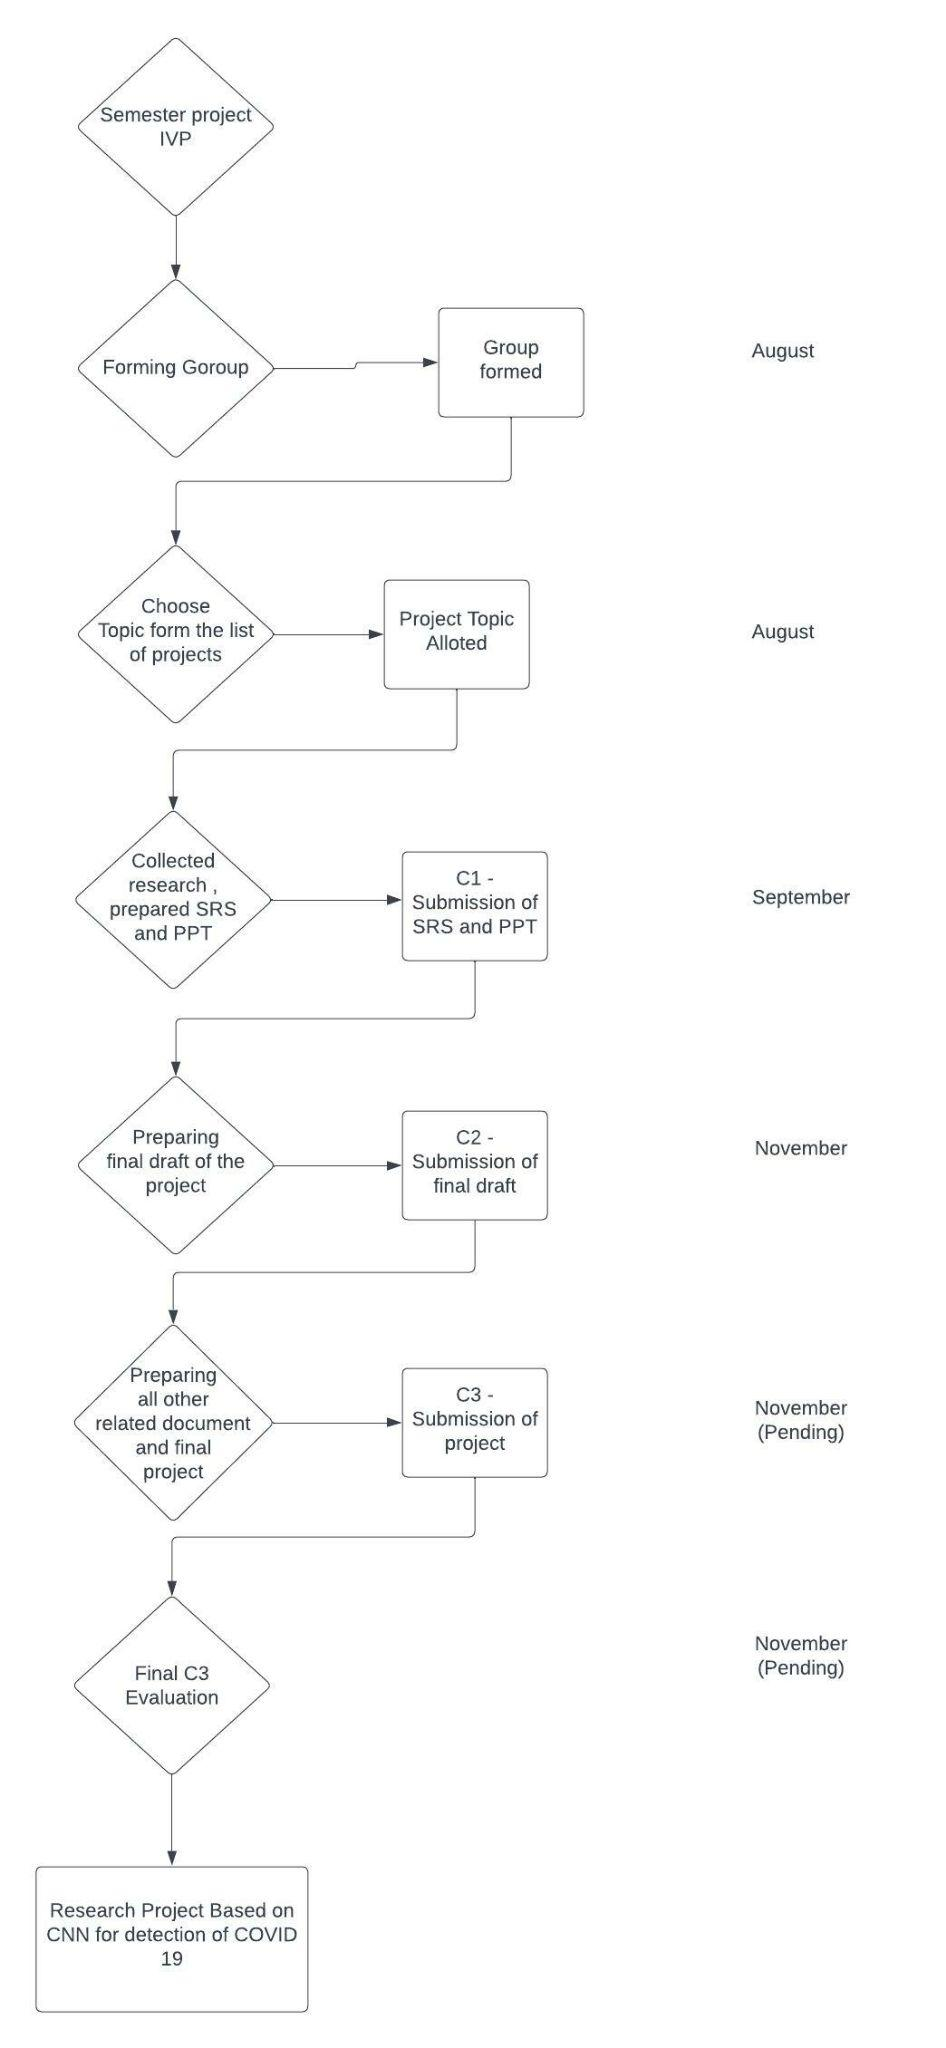 Semester project
IVP
Forming Goroup
Group
formed
August
Choose
Topic form the list
of projects
Project Topic
Alloted
August
Collected
research ,
prepared SRS
and PPT
C1 -
Submission of
SRS and PPT
September
Preparing
final draft of the
project
C2 -
Submission of
final draft
November
Preparing
all other
related document
and final
project
C3 -
Submission of
project
November
(Pending)
Final C3
Evaluation
November
(Pending)
Research Project Based on
CNN for detection of COVID
19